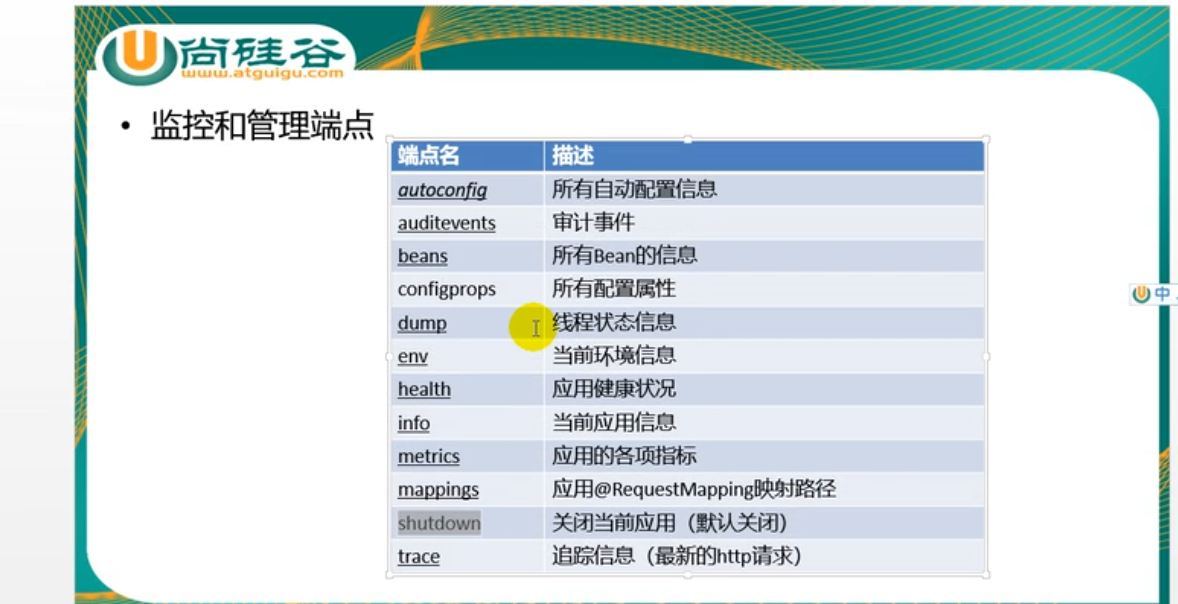 尚硅谷
www.atguigu.com
• 监控和管理端点
端点名 描述
autoconfig 所有自动配置信息
auditevents 审计事件
beans 所有Bean的信息
configprops 所有配置属性
dump 线程状态信息
env 当前环境信息
health 应用健康状况
info 当前应用信息
metrics 应用的各项指标
mappings 应用@RequestMapping映射路径
shutdown 关闭当前应用（默认关闭）
trace 追踪信息（最新的http请求）
中